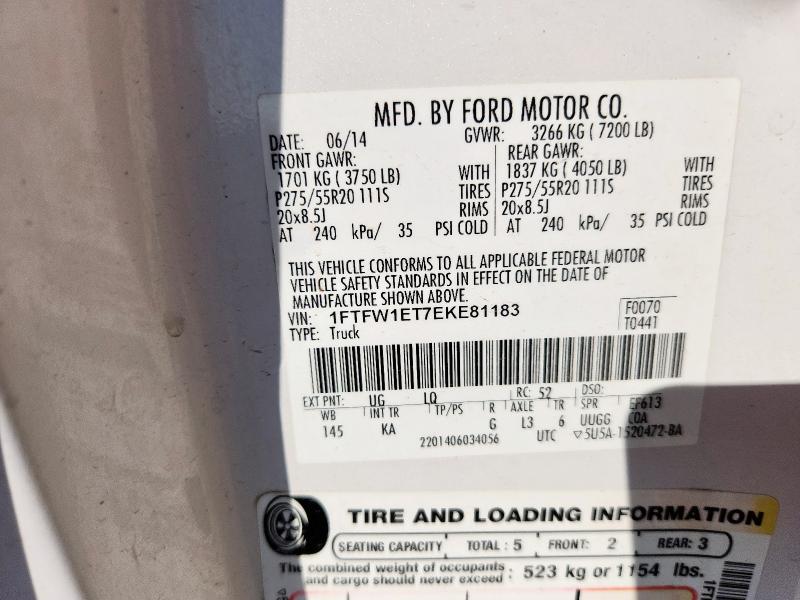 MFD. BY FORD MOTOR CO.
DATE: 06/14 GVWR: 3266 KG ( 7200 LB)
FRONT GAWR: REAR GAWR:
1701 KG ( 3750 LB) WITH 1837 KG ( 4050 LB) WITH
P275/55R20 111S TIRES P275/55R20 111S TIRES
20x8.5J RIMS 20x8.5J RIMS
AT 240 kPa/ 35 PSI COLD AT 240 kPa/ 35 PSI COLD
THIS VEHICLE CONFORMS TO ALL APPLICABLE FEDERAL MOTOR
VEHICLE SAFETY STANDARDS IN EFFECT ON THE DATE OF
MANUFACTURE SHOWN ABOVE.
VIN: 1FTFW1ET7EKE81183 F0070
TYPE: Truck T0441
EXT PNT: UG LQ RC: 52 DSO:
WB INT TR TP/PS R AXLE TR SPR EF613
145 KA G L3 6 UUGG COA
2201406034056 UTC ▽5U5A-1520472-BA
TIRE AND LOADING INFORMATION
SEATING CAPACITY TOTAL : 5 FRONT: 2 REAR: 3
The combined weight of occupants
and cargo should never exceed : 523 kg or 1154 lbs.